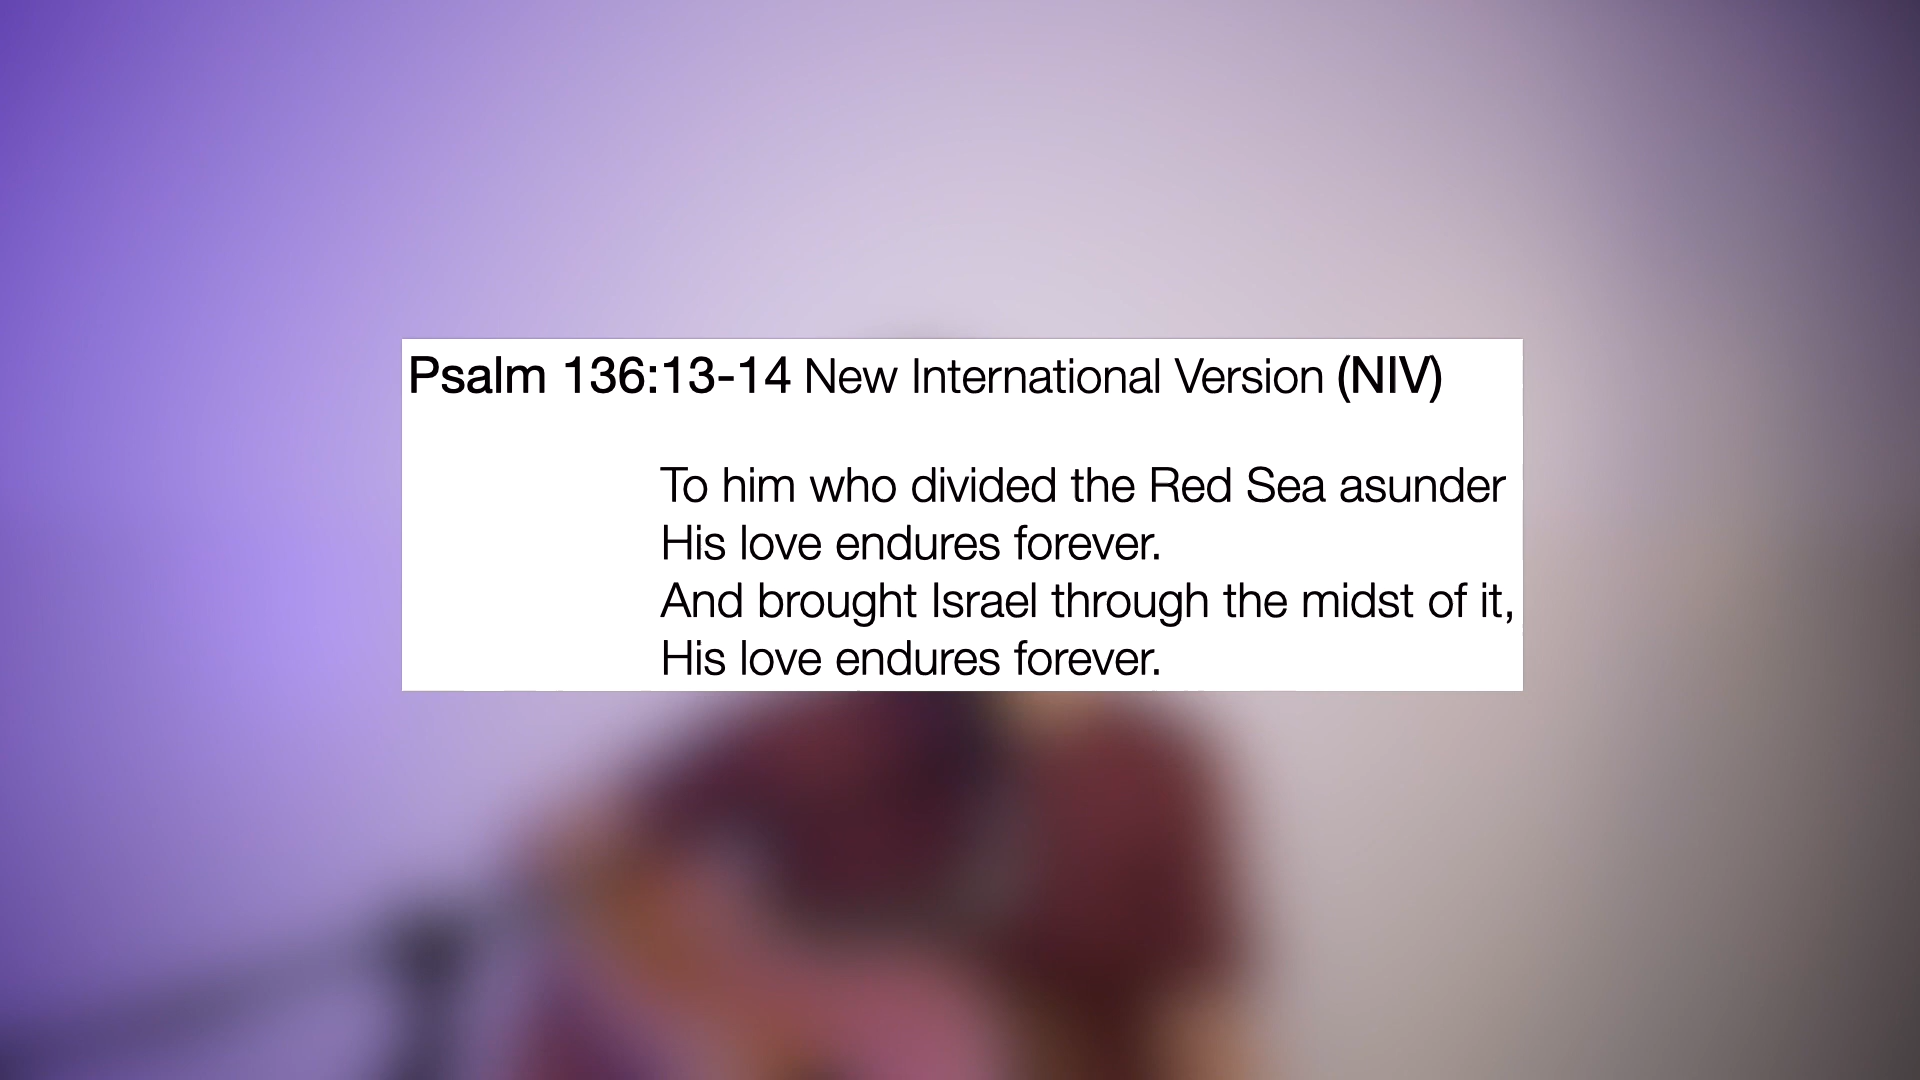 Psalm 136:13-14 New International Version (NIV)
To him who divided the Red Sea asunder
His love endures forever.
And brought Israel through the midst of it,
His love endures forever.